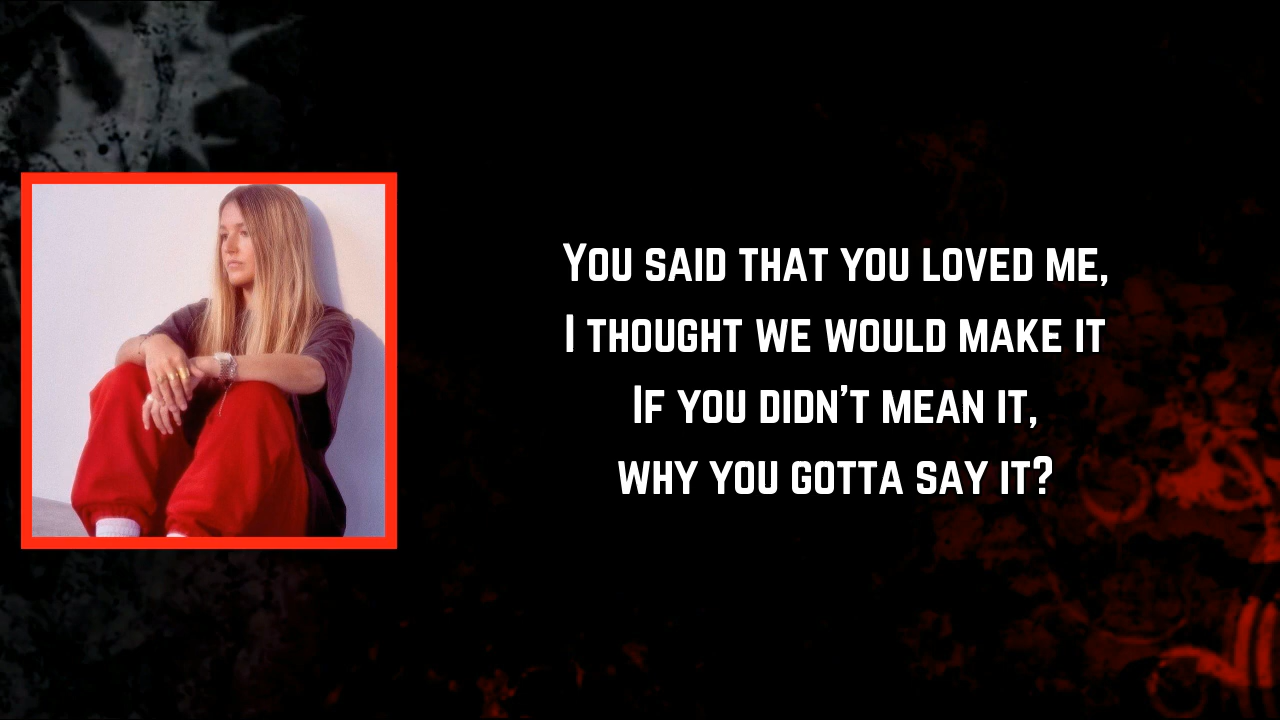 You said that you loved me,
I thought we would make it
If you didn't mean it,
why you gotta say it?